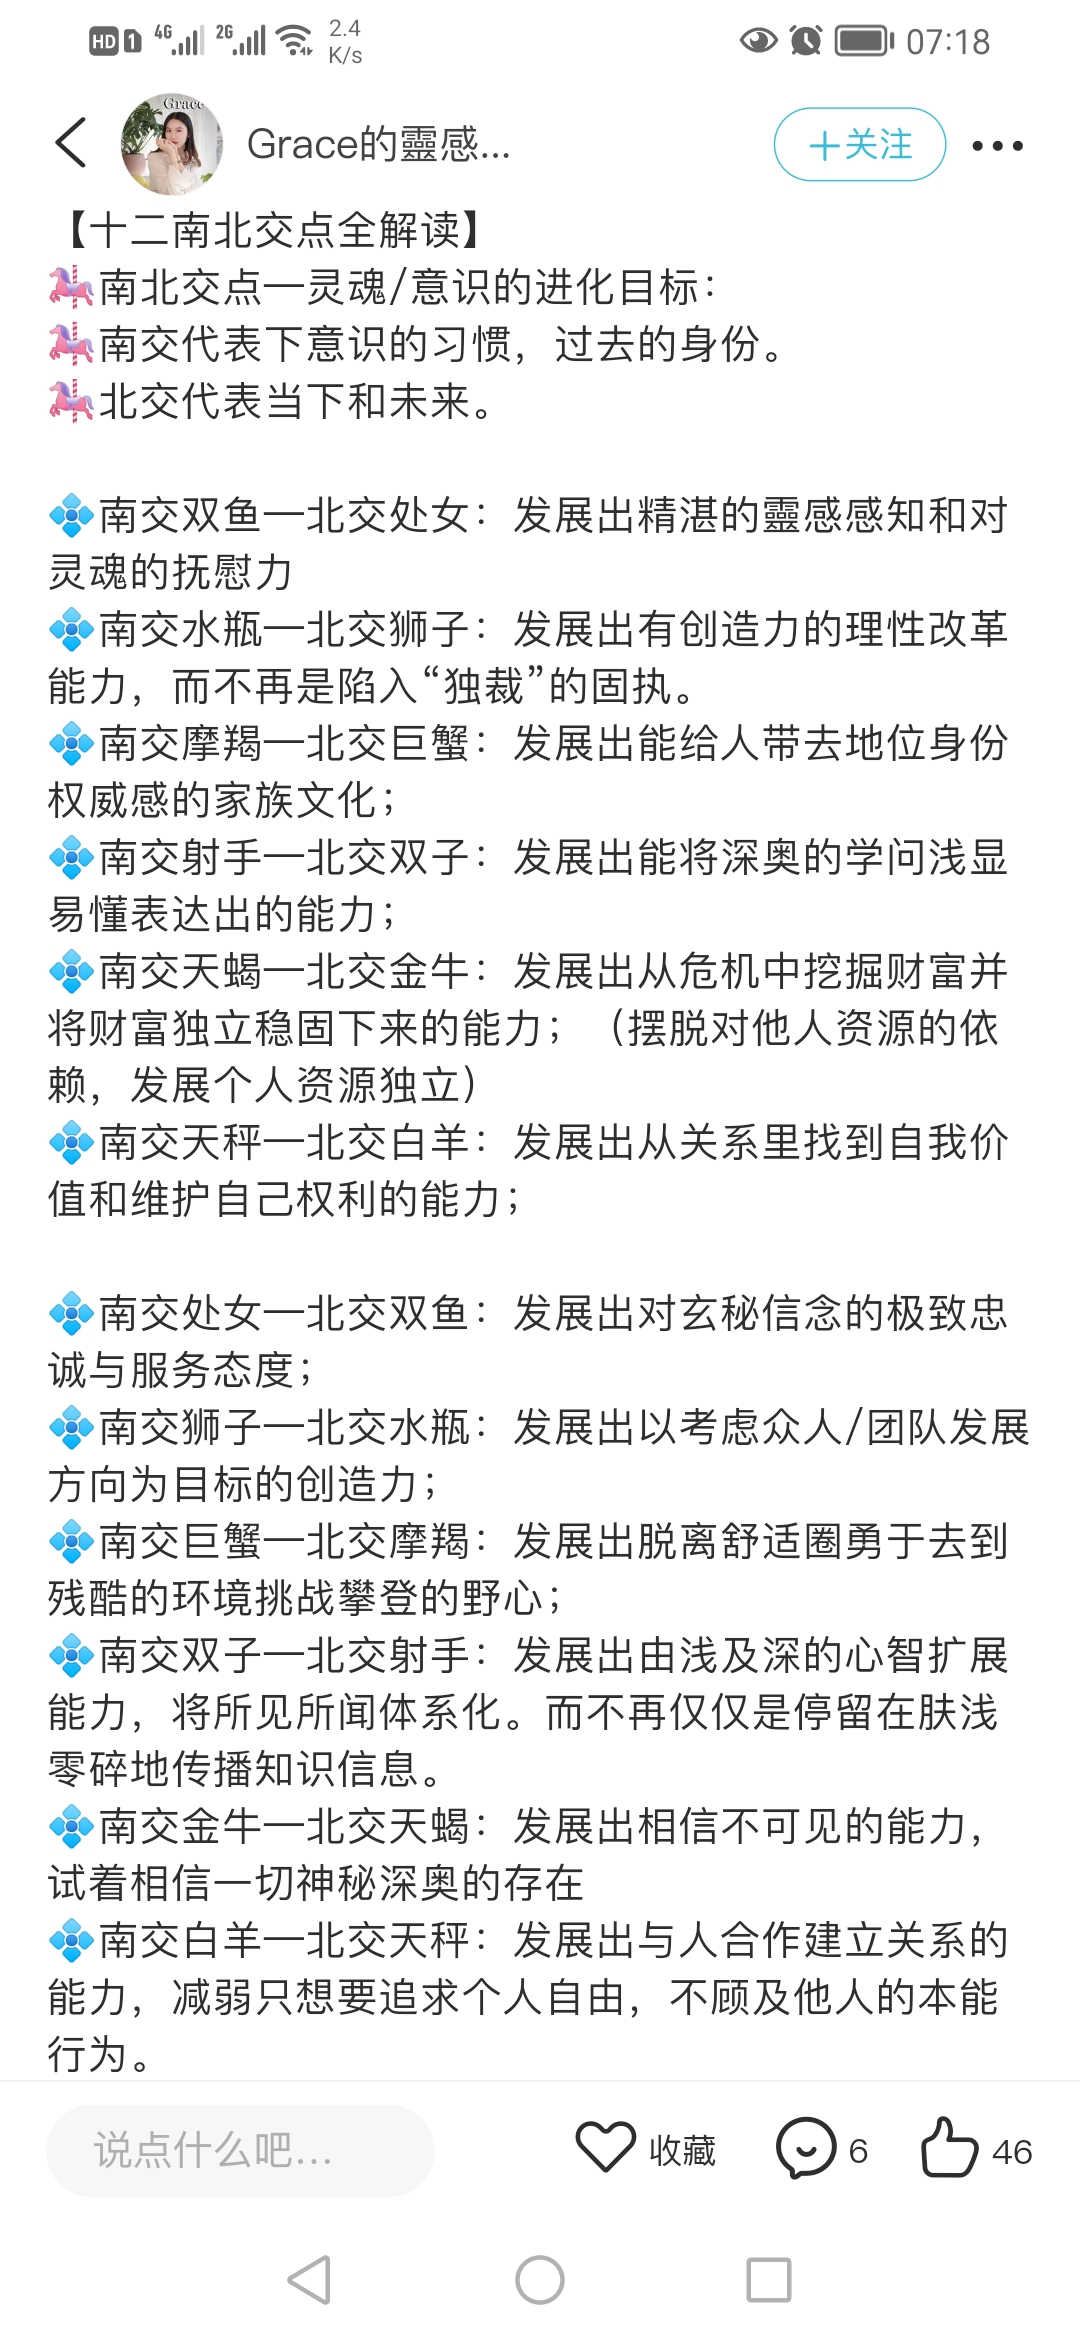 HD 1 4G 2G 2.4 K/s 07:18
Grace
Grace的靈感... +关注
【十二南北交点全解读】
🎠南北交点—灵魂/意识的进化目标：
🎠南交代表下意识的习惯，过去的身份。
🎠北交代表当下和未来。
💠南交双鱼—北交处女：发展出精湛的靈感感知和对
灵魂的抚慰力
💠南交水瓶—北交狮子：发展出有创造力的理性改革
能力，而不再是陷入“独裁”的固执。
💠南交摩羯—北交巨蟹：发展出能给人带去地位身份
权威感的家族文化；
💠南交射手—北交双子：发展出能将深奥的学问浅显
易懂表达出的能力；
💠南交天蝎—北交金牛：发展出从危机中挖掘财富并
将财富独立稳固下来的能力；（摆脱对他人资源的依
赖，发展个人资源独立）
💠南交天秤—北交白羊：发展出从关系里找到自我价
值和维护自己权利的能力；
💠南交处女—北交双鱼：发展出对玄秘信念的极致忠
诚与服务态度；
💠南交狮子—北交水瓶：发展出以考虑众人/团队发展
方向为目标的创造力；
💠南交巨蟹—北交摩羯：发展出脱离舒适圈勇于去到
残酷的环境挑战攀登的野心；
💠南交双子—北交射手：发展出由浅及深的心智扩展
能力，将所见所闻体系化。而不再仅仅是停留在肤浅
零碎地传播知识信息。
💠南交金牛—北交天蝎：发展出相信不可见的能力，
试着相信一切神秘深奥的存在
💠南交白羊—北交天秤：发展出与人合作建立关系的
能力，减弱只想要追求个人自由，不顾及他人的本能
行为。
说点什么吧... 收藏 6 46